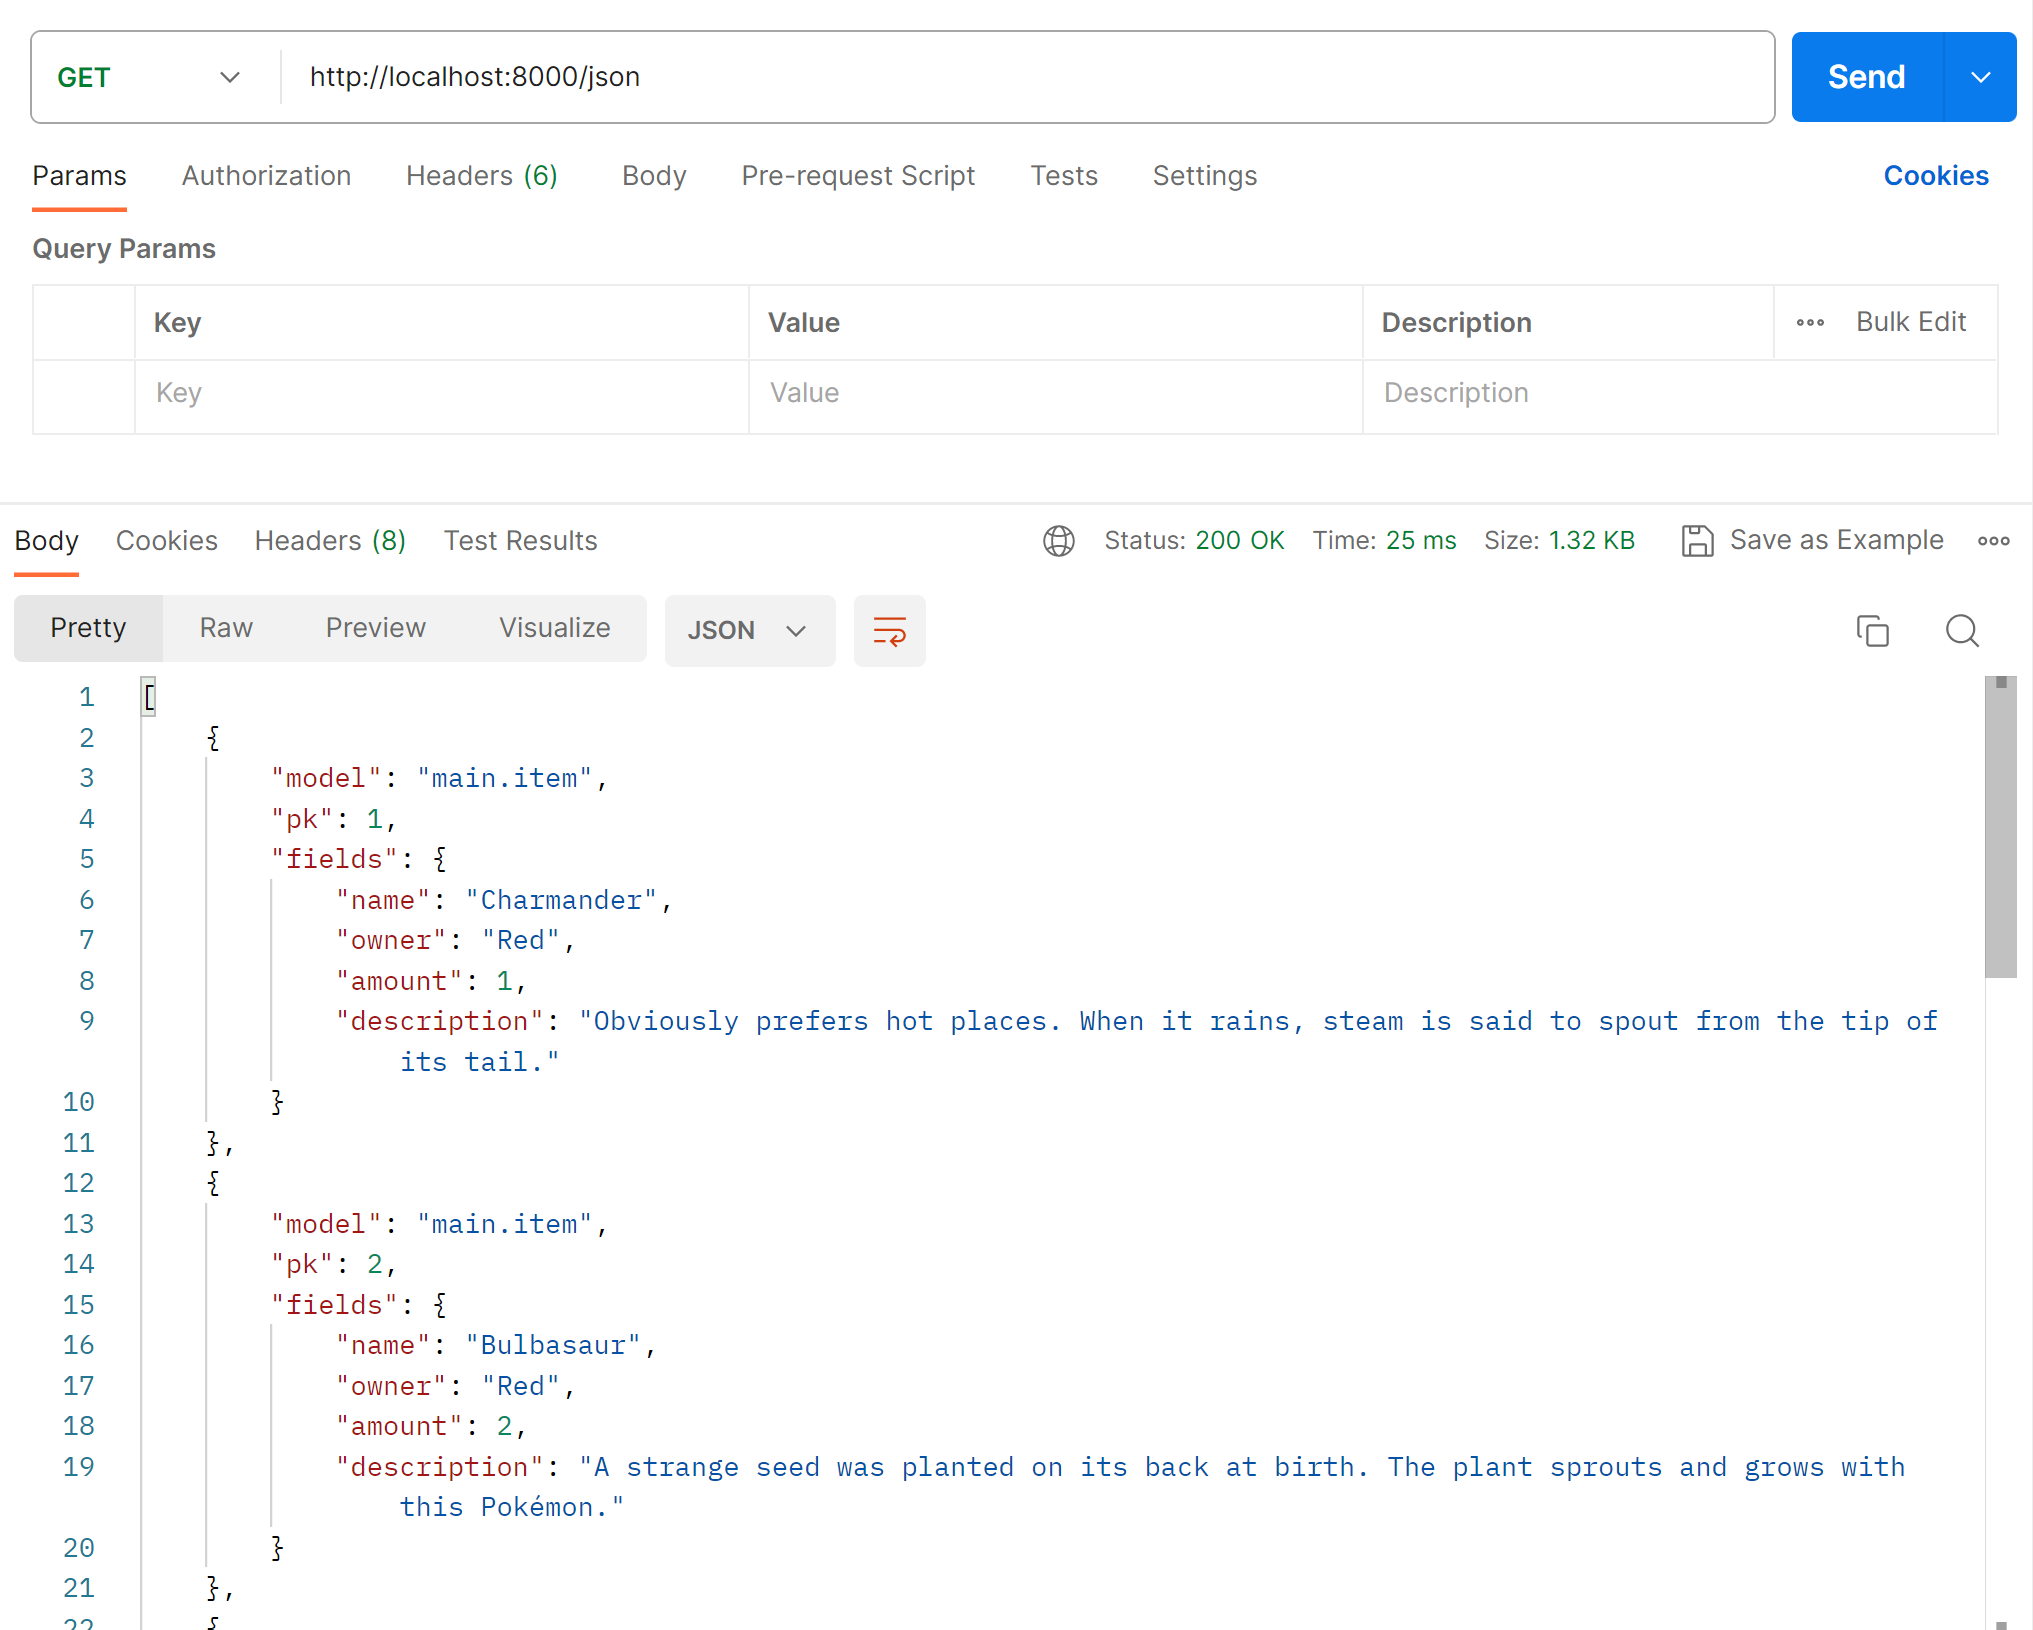 GET http://localhost:8000/json Send
Params Authorization Headers (6) Body Pre-request Script Tests Settings Cookies
Query Params
Key Value Description Bulk Edit
Key Value Description
Body Cookies Headers (8) Test Results Status: 200 OK Time: 25 ms Size: 1.32 KB Save as Example
Pretty Raw Preview Visualize JSON
1 [
2 {
3 "model": "main.item",
4 "pk": 1,
5 "fields": {
6 "name": "Charmander",
7 "owner": "Red",
8 "amount": 1,
9 "description": "Obviously prefers hot places. When it rains, steam is said to spout from the tip of
its tail."
10 }
11 },
12 {
13 "model": "main.item",
14 "pk": 2,
15 "fields": {
16 "name": "Bulbasaur",
17 "owner": "Red",
18 "amount": 2,
19 "description": "A strange seed was planted on its back at birth. The plant sprouts and grows with
this Pokémon."
20 }
21 },
22 {